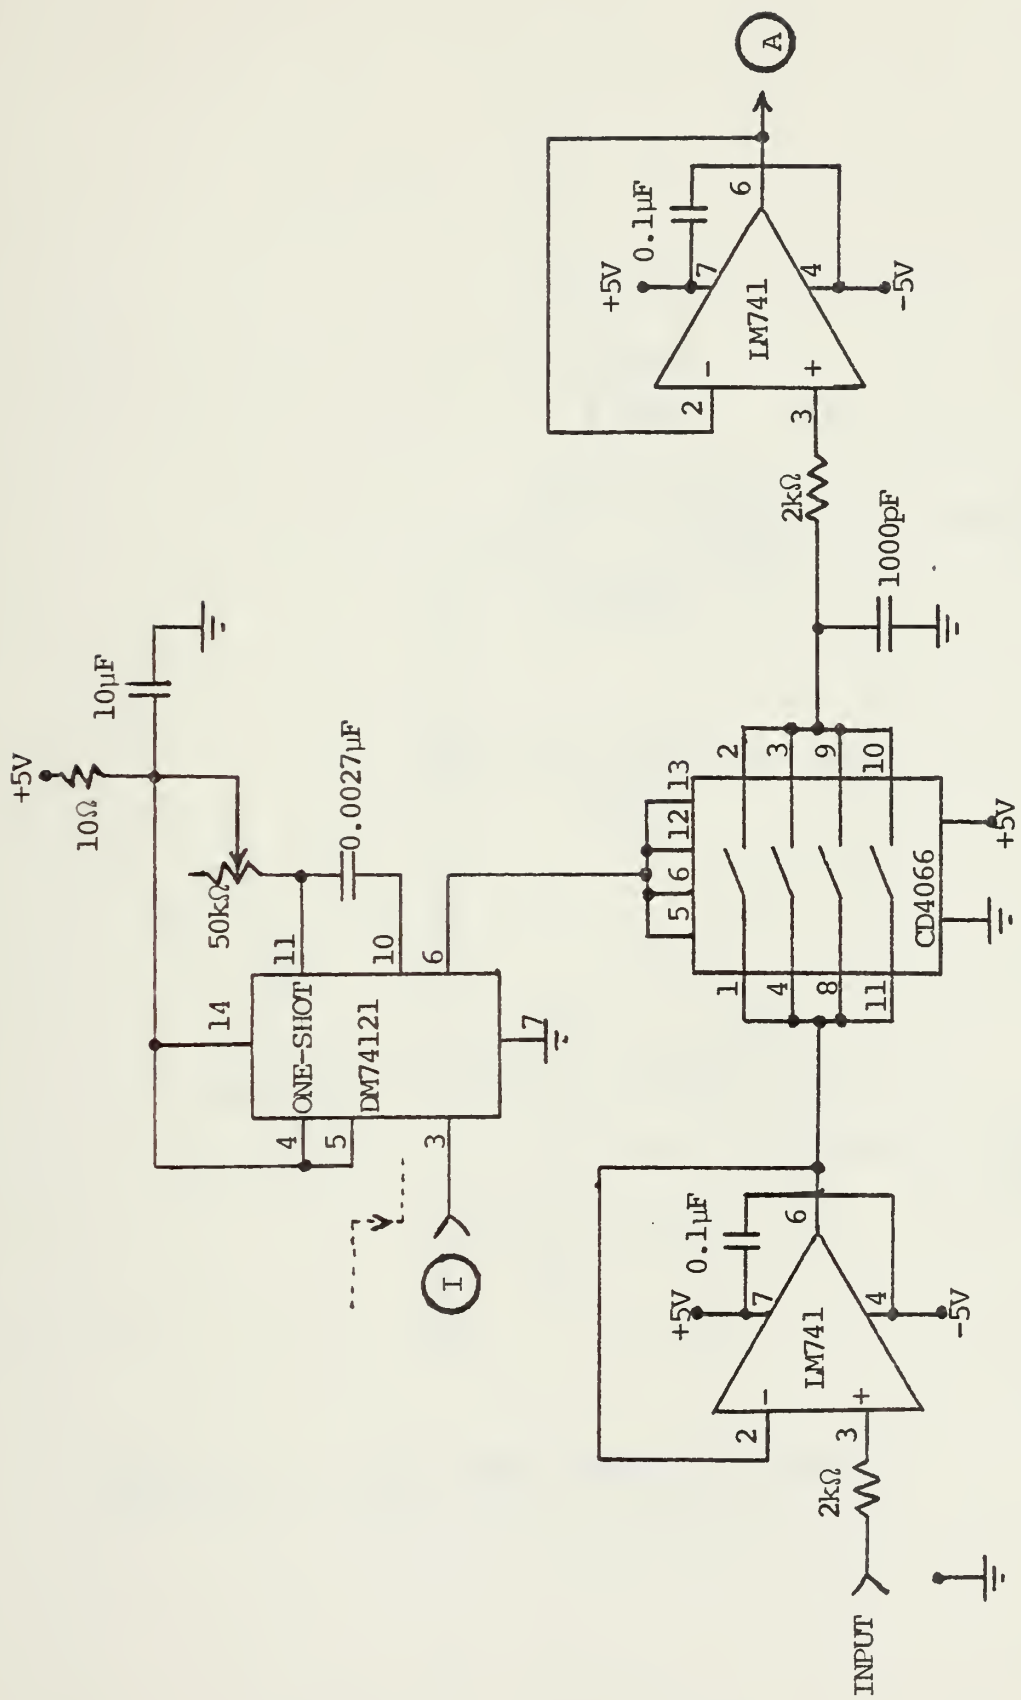 +5V
10Ω
10μF
50kΩ
0.0027μF
14
11
10
6
4
5
3
7
ONE-SHOT
DM74121
I
5
6
12
13
1
4
8
11
2
3
9
10
CD4066
+5V
INPUT
2kΩ
2
3
-
+
LM741
+5V
7
0.1μF
6
4
-5V
1000pF
2kΩ
2
3
-
+
LM741
+5V
7
0.1μF
6
4
-5V
A